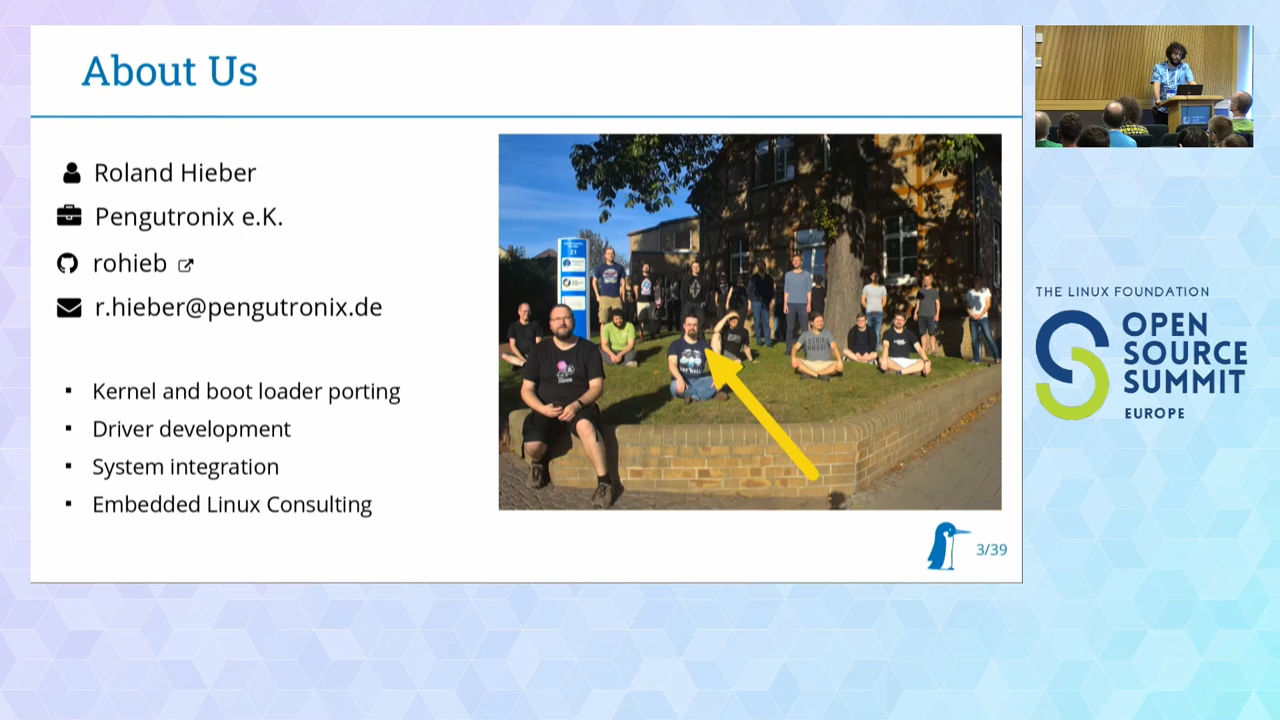 About Us
Roland Hieber
Pengutronix e.K.
rohieb
r.hieber@pengutronix.de
Kernel and boot loader porting
Driver development
System integration
Embedded Linux Consulting
21
3/39
THE LINUX FOUNDATION
OPEN
SOURCE
SUMMIT
EUROPE